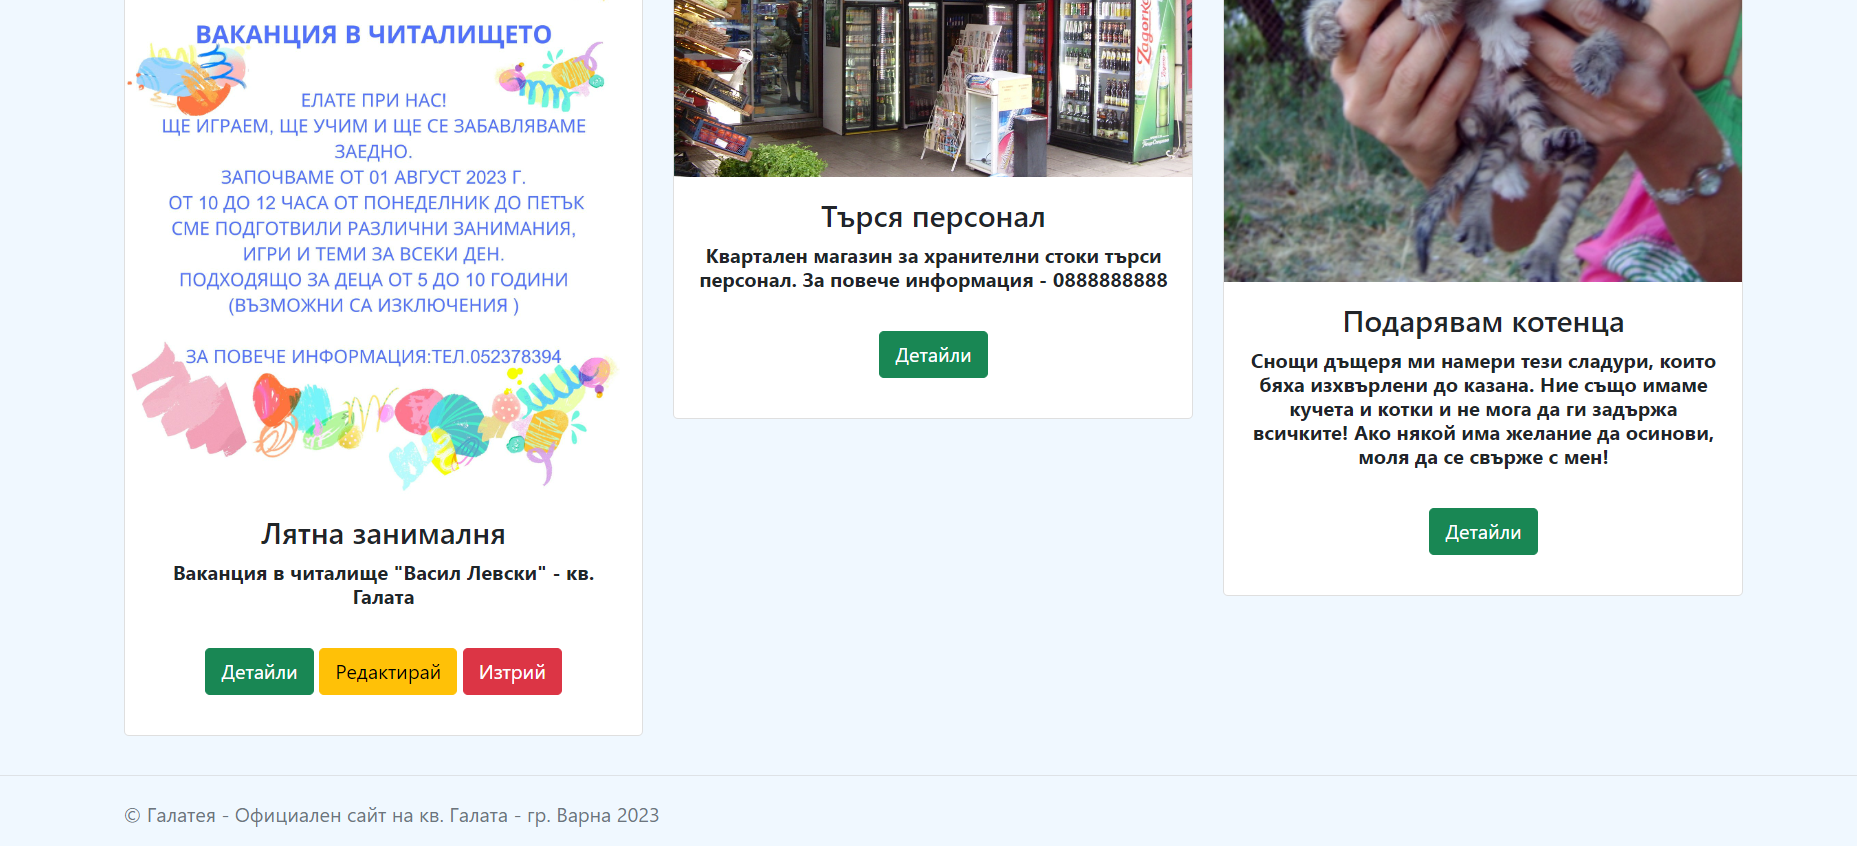 ВАКАНЦИЯ В ЧИТАЛИЩЕТО
ЕЛАТЕ ПРИ НАС!
ЩЕ ИГРАЕМ, ЩЕ УЧИМ И ЩЕ СЕ ЗАБАВЛЯВАМЕ
ЗАЕДНО.
ЗАПОЧВАМЕ ОТ 01 АВГУСТ 2023 Г.
ОТ 10 ДО 12 ЧАСА ОТ ПОНЕДЕЛНИК ДО ПЕТЪК
СМЕ ПОДГОТВИЛИ РАЗЛИЧНИ ЗАНИМАНИЯ,
ИГРИ И ТЕМИ ЗА ВСЕКИ ДЕН.
ПОДХОДЯЩО ЗА ДЕЦА ОТ 5 ДО 10 ГОДИНИ
(ВЪЗМОЖНИ СА ИЗКЛЮЧЕНИЯ )
ЗА ПОВЕЧЕ ИНФОРМАЦИЯ:ТЕЛ.052378394
Лятна занималня
Ваканция в читалище "Васил Левски" - кв.
Галата
Детайли
Редактирай
Изтрий
Zagorka
Търся персонал
Квартален магазин за хранителни стоки търси
персонал. За повече информация - 0888888888
Детайли
Подарявам котенца
Снощи дъщеря ми намери тези сладури, които
бяха изхвърлени до казана. Ние също имаме
кучета и котки и не мога да ги задържа
всичките! Ако някой има желание да осинови,
моля да се свърже с мен!
Детайли
© Галатея - Официален сайт на кв. Галата - гр. Варна 2023